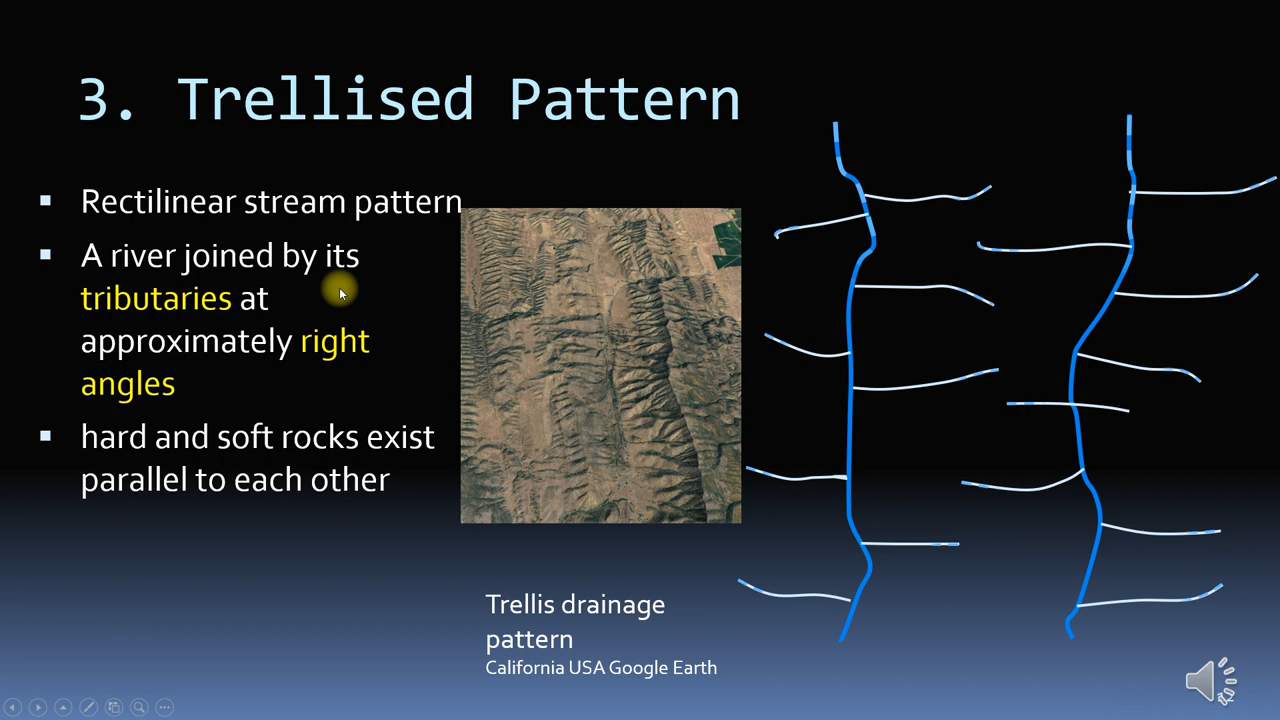 3. Trellised Pattern
Rectilinear stream pattern
A river joined by its
tributaries at
approximately right
angles
hard and soft rocks exist
parallel to each other
Trellis drainage
pattern
California USA Google Earth